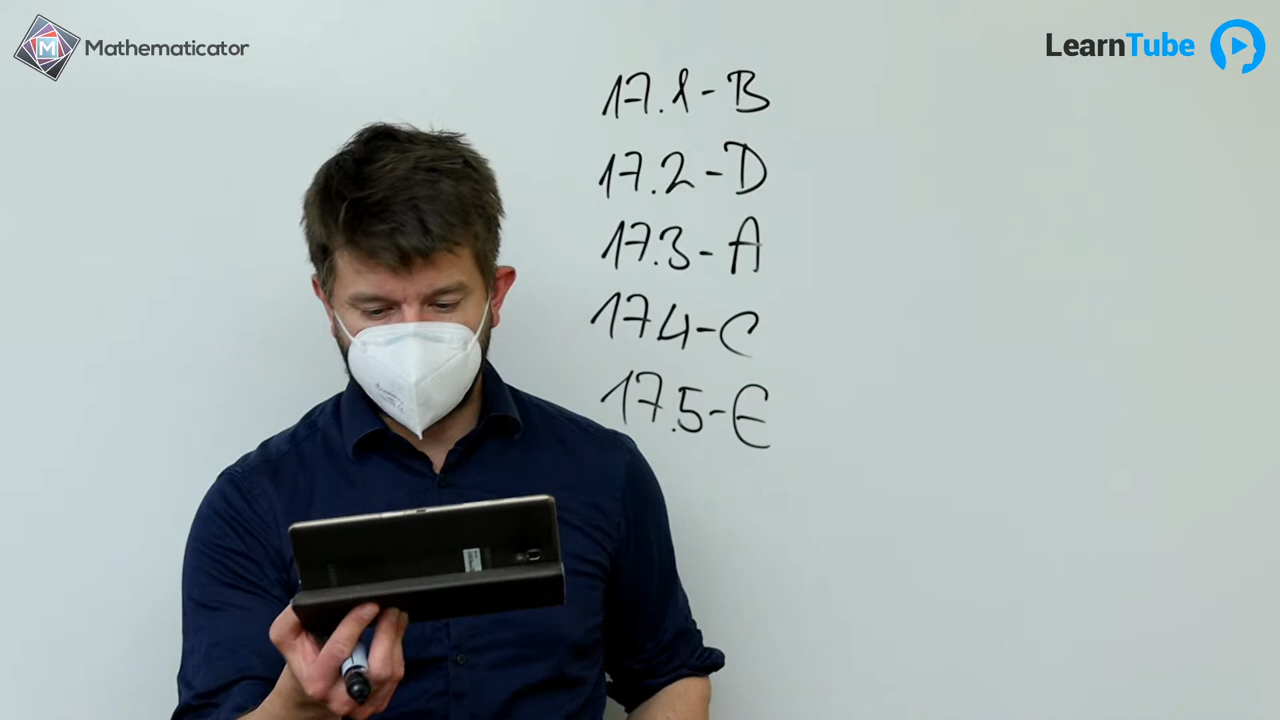 Mathematicator
LearnTube
17.1-B
17.2-D
17.3-A
17.4-C
17.5-E